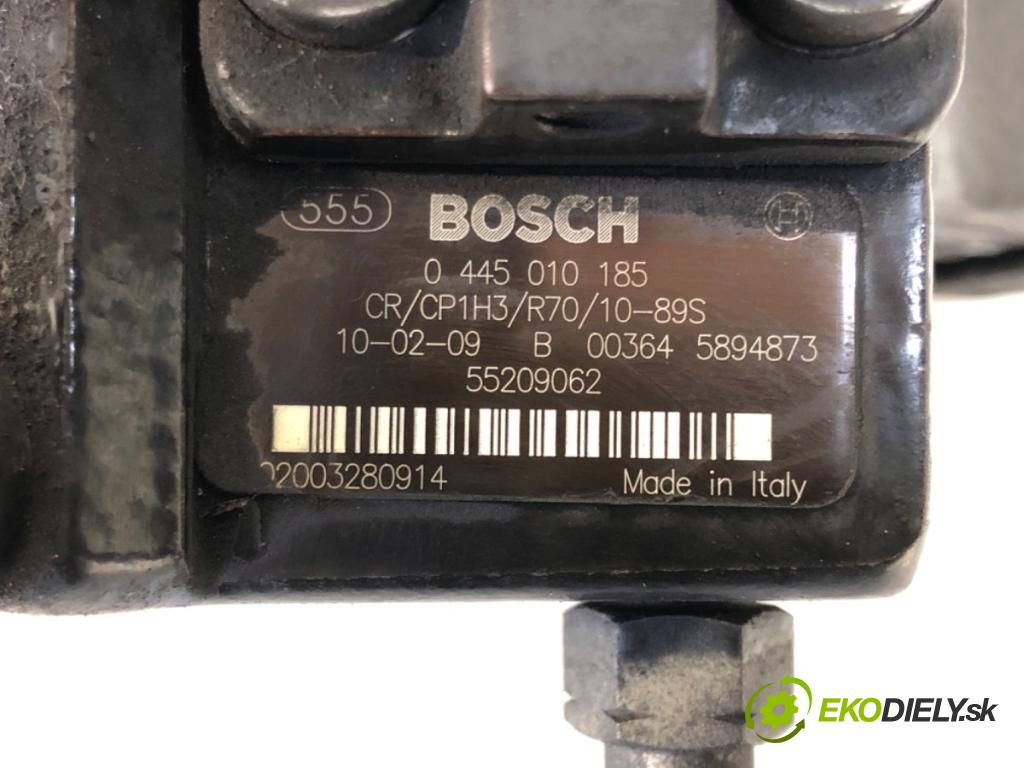 555 BOSCH H
0 445 010 185
CR/CP1H3/R70/10-89S
10-02-09 B 00364 5894873
55209062
02003280914 Made in Italy
EKODIELY.sk